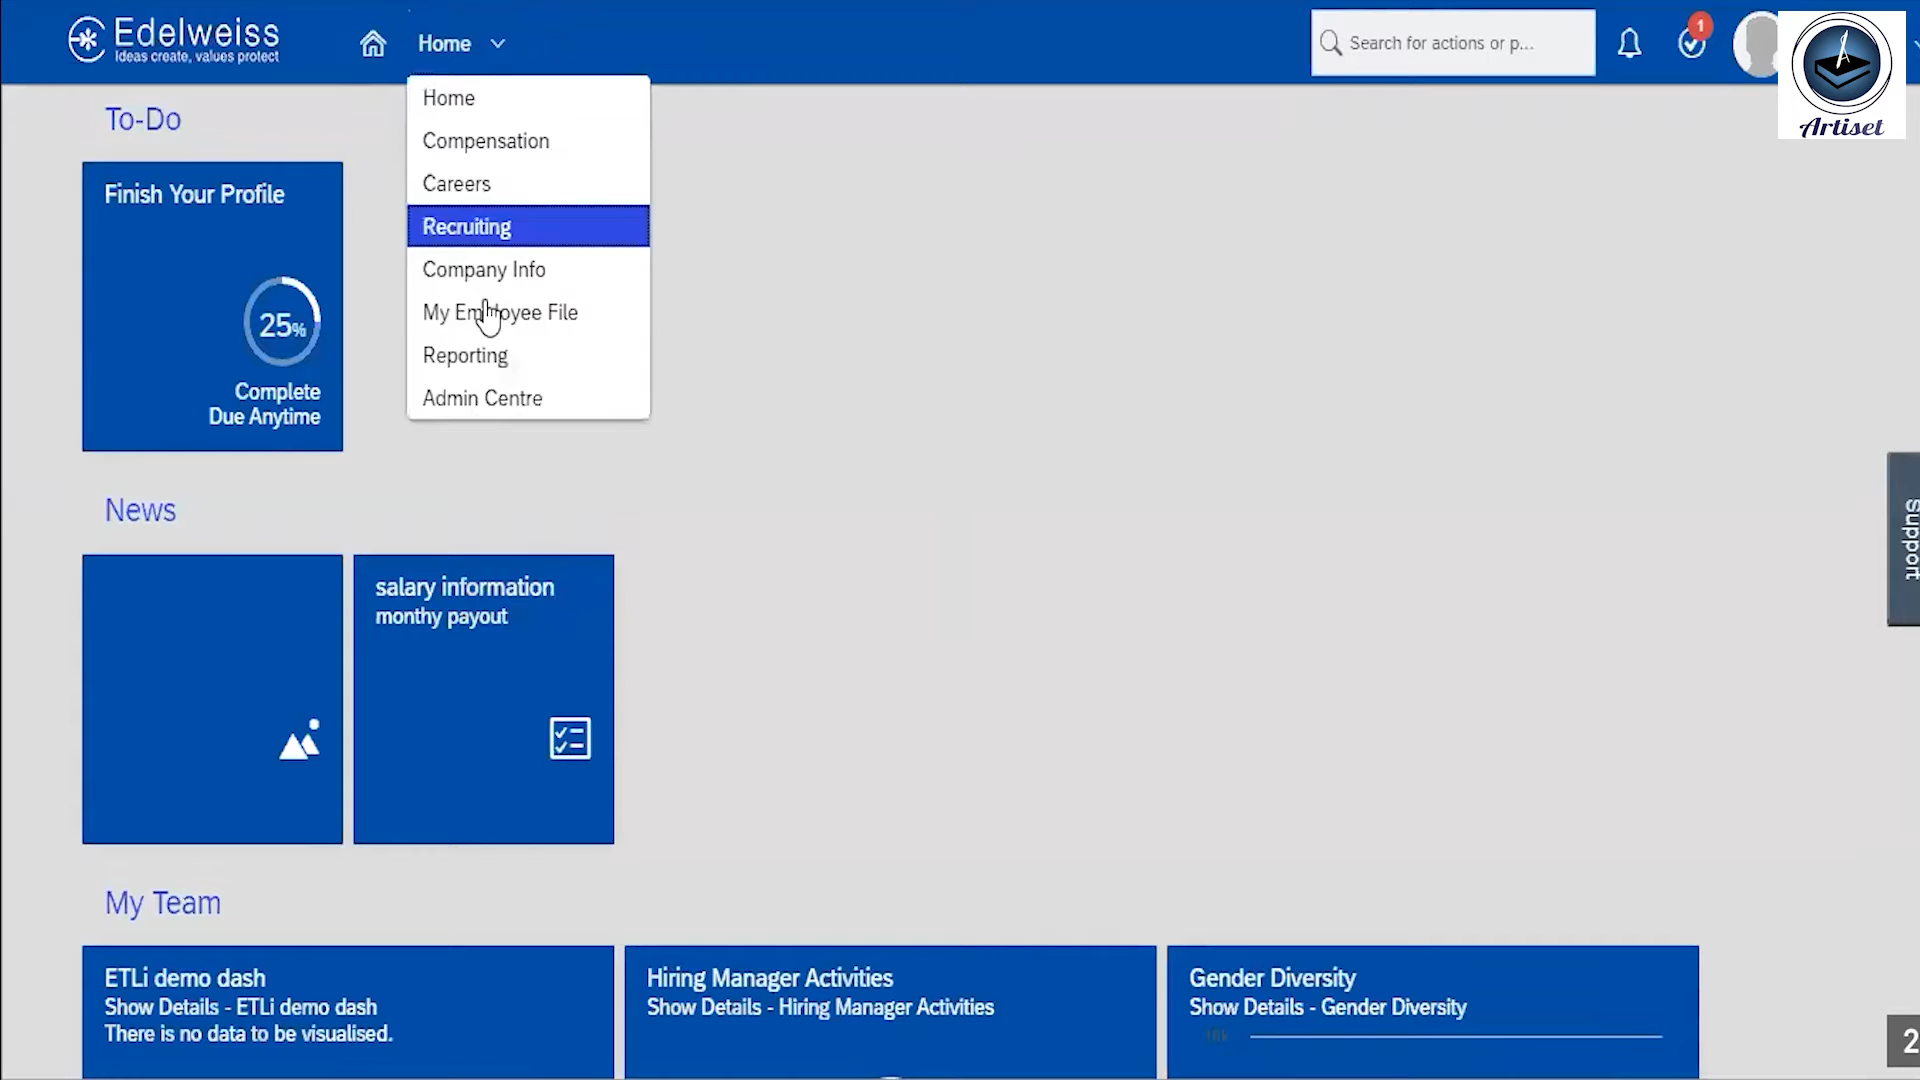 Edelweiss
Ideas create, values protect
Home
Search for actions or p...
1
Artiset
Home
Compensation
Careers
Recruiting
Company Info
My Employee File
Reporting
Admin Centre
To-Do
Finish Your Profile
25%
Complete
Due Anytime
Support
News
salary information
monthy payout
My Team
ETLi demo dash
Show Details - ETLi demo dash
There is no data to be visualised.
Hiring Manager Activities
Show Details - Hiring Manager Activities
Gender Diversity
Show Details - Gender Diversity
2